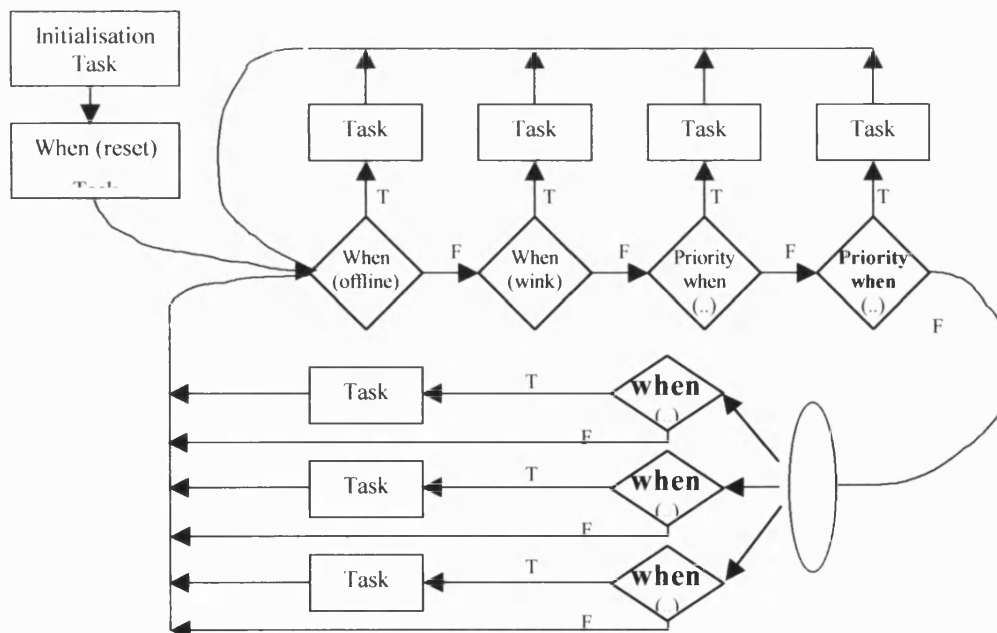 Initialisation
Task
When (reset)
Task
Task
Task
Task
T
T
T
T
When
(offline)
F
When
(wink)
F
Priority
when
(..)
F
Priority
when
(..)
F
Task
T
when
(..)
F
Task
T
when
(..)
F
Task
T
when
(..)
F